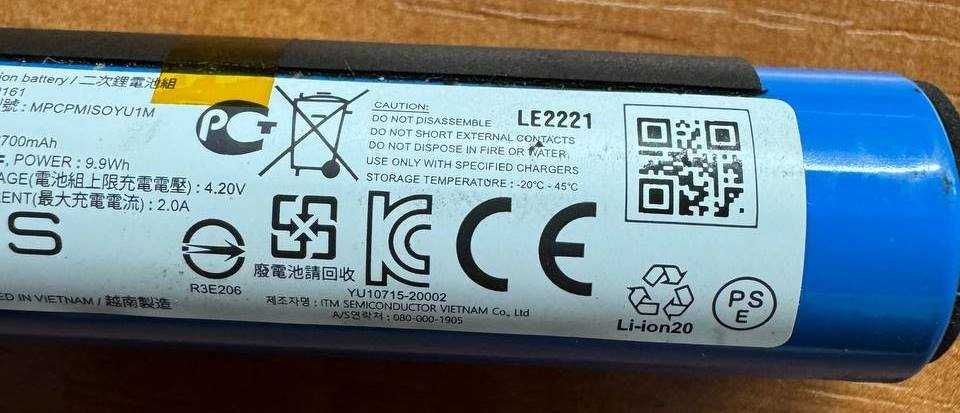 ion battery / 二次鋰電池組
161
號 : MPCPMISOYU1M
700mAh
POWER : 9.9Wh
AGE(電池組上限充電電壓) : 4.20V
ENT(最大充電電流) : 2.0A
S
ED IN VIETNAM / 越南製造
PCT
CAUTION:
DO NOT DISASSEMBLE
DO NOT SHORT EXTERNAL CONTACTS
DO NOT DISPOSE IN FIRE OR WATER,
USE ONLY WITH SPECIFIED CHARGERS
STORAGE TEMPERATURE : -20°C - 45°C
LE2221
R3E206
廢電池請回收
KC
CE
YU10715-20002
제조자명 : ITM SEMICONDUCTOR VIETNAM Co., Ltd
A/S연락처 : 080-000-1905
Li-ion20
PS
E